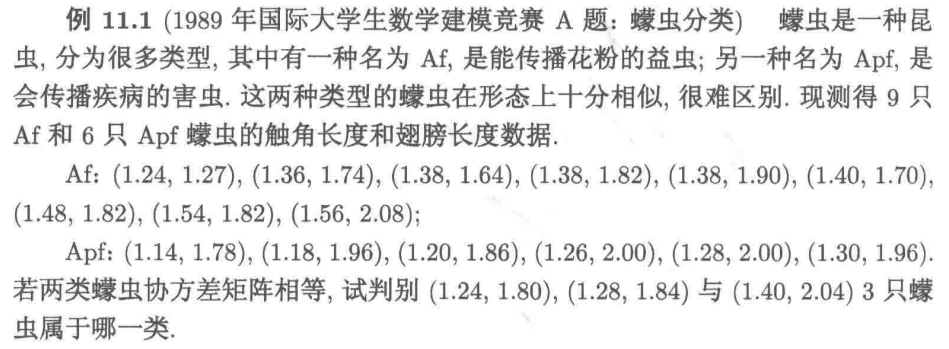 例 11.1 (1989 年国际大学生数学建模竞赛 A 题: 蠓虫分类) 蠓虫是一种昆
虫, 分为很多类型, 其中有一种名为 Af, 是能传播花粉的益虫; 另一种名为 Apf, 是
会传播疾病的害虫. 这两种类型的蠓虫在形态上十分相似, 很难区别. 现测得 9 只
Af 和 6 只 Apf 蠓虫的触角长度和翅膀长度数据.
Af: (1.24, 1.27), (1.36, 1.74), (1.38, 1.64), (1.38, 1.82), (1.38, 1.90), (1.40, 1.70),
(1.48, 1.82), (1.54, 1.82), (1.56, 2.08);
Apf: (1.14, 1.78), (1.18, 1.96), (1.20, 1.86), (1.26, 2.00), (1.28, 2.00), (1.30, 1.96).
若两类蠓虫协方差矩阵相等, 试判别 (1.24, 1.80), (1.28, 1.84) 与 (1.40, 2.04) 3 只蠓
虫属于哪一类.